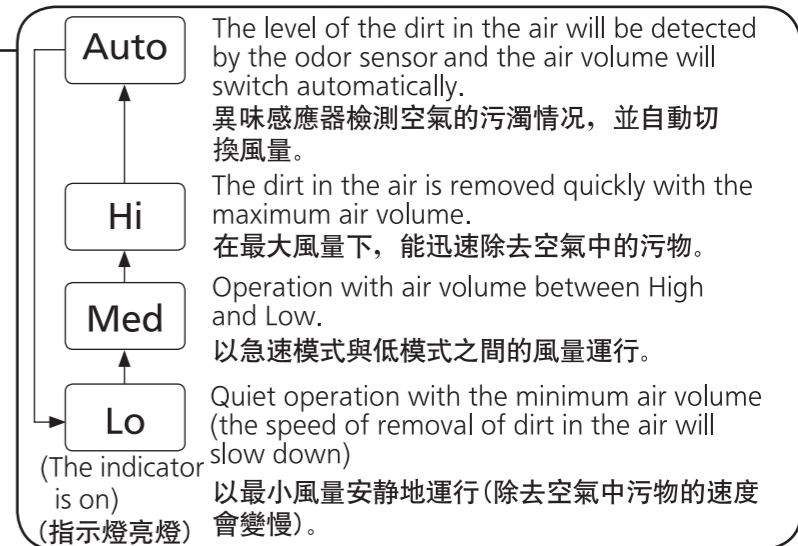 Auto
The level of the dirt in the air will be detected
by the odor sensor and the air volume will
switch automatically.
異味感應器檢測空氣的污濁情況，並自動切
換風量。
Hi
The dirt in the air is removed quickly with the
maximum air volume.
在最大風量下，能迅速除去空氣中的污物。
Med
Operation with air volume between High
and Low.
以急速模式與低模式之間的風量運行。
Lo
(The indicator
is on)
(指示燈亮燈)
Quiet operation with the minimum air volume
(the speed of removal of dirt in the air will
slow down)
以最小風量安静地運行(除去空氣中污物的速度
會變慢)。